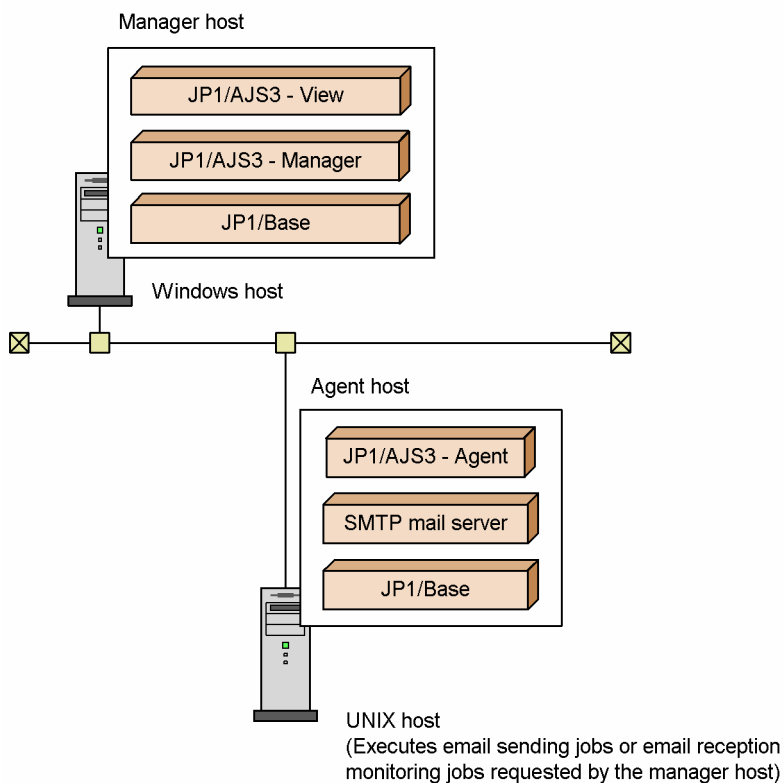 Manager host
JP1/AJS3 - View
JP1/AJS3 - Manager
JP1/Base
Windows host
Agent host
JP1/AJS3 - Agent
SMTP mail server
JP1/Base
UNIX host
(Executes email sending jobs or email reception
monitoring jobs requested by the manager host)